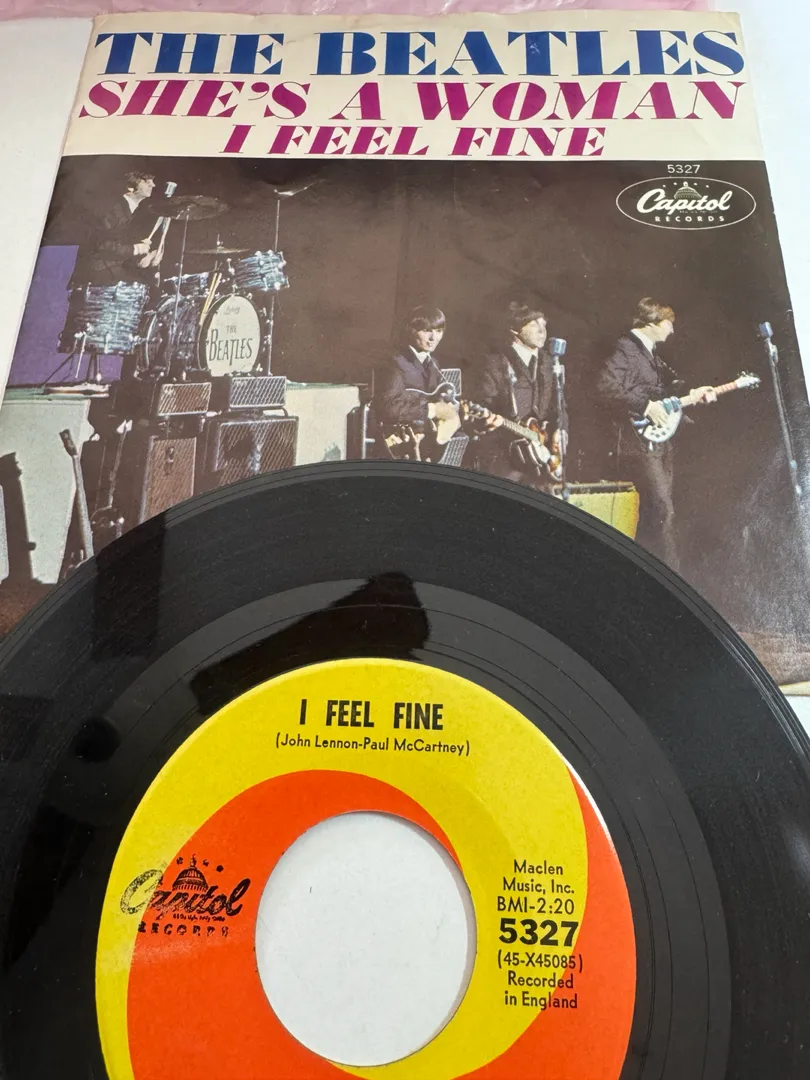 THE BEATLES
SHE'S A WOMAN
I FEEL FINE
5327
Capitol
RECORDS
THE
BEATLES
I FEEL FINE
(John Lennon-Paul McCartney)
Capitol
RECORDS
Maclen
Music, Inc.
BMI-2:20
5327
(45-X45085)
Recorded
in England